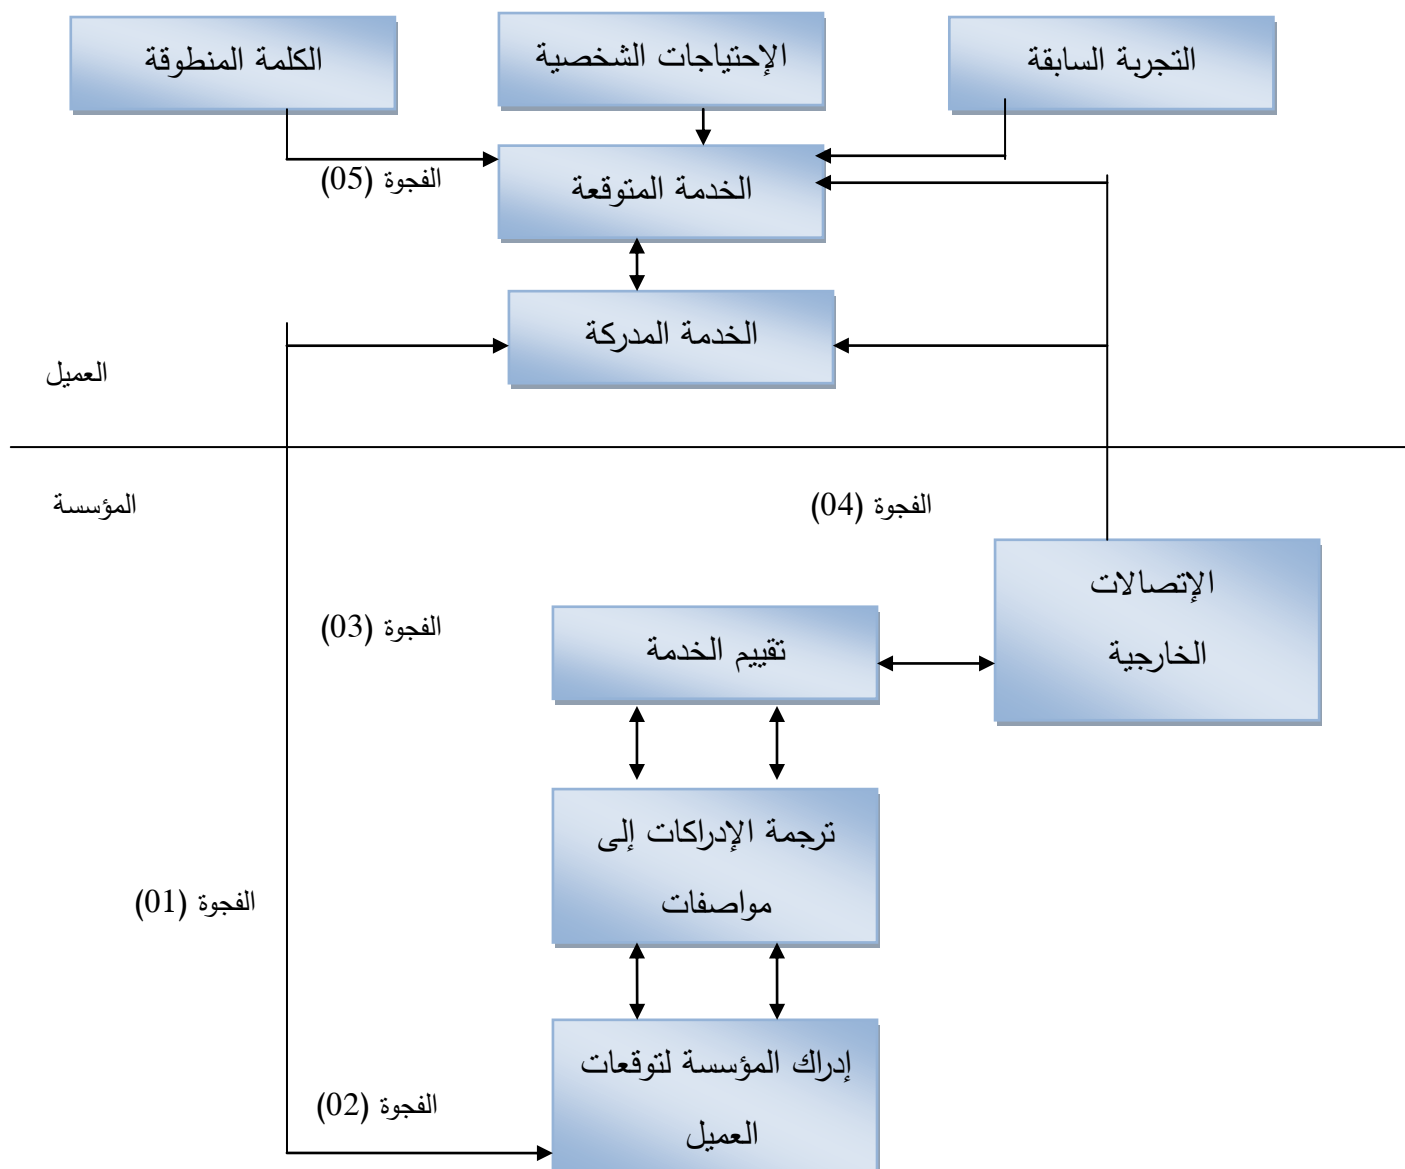 التجربة السابقة
الإحتياجات الشخصية
الكلمة المنطوقة
الخدمة المتوقعة
الفجوة (05)
الخدمة المدركة
العميل
المؤسسة
الفجوة (04)
الإتصالات
الخارجية
تقييم الخدمة
الفجوة (03)
ترجمة الإدراكات إلى
مواصفات
الفجوة (01)
إدراك المؤسسة لتوقعات
العميل
الفجوة (02)